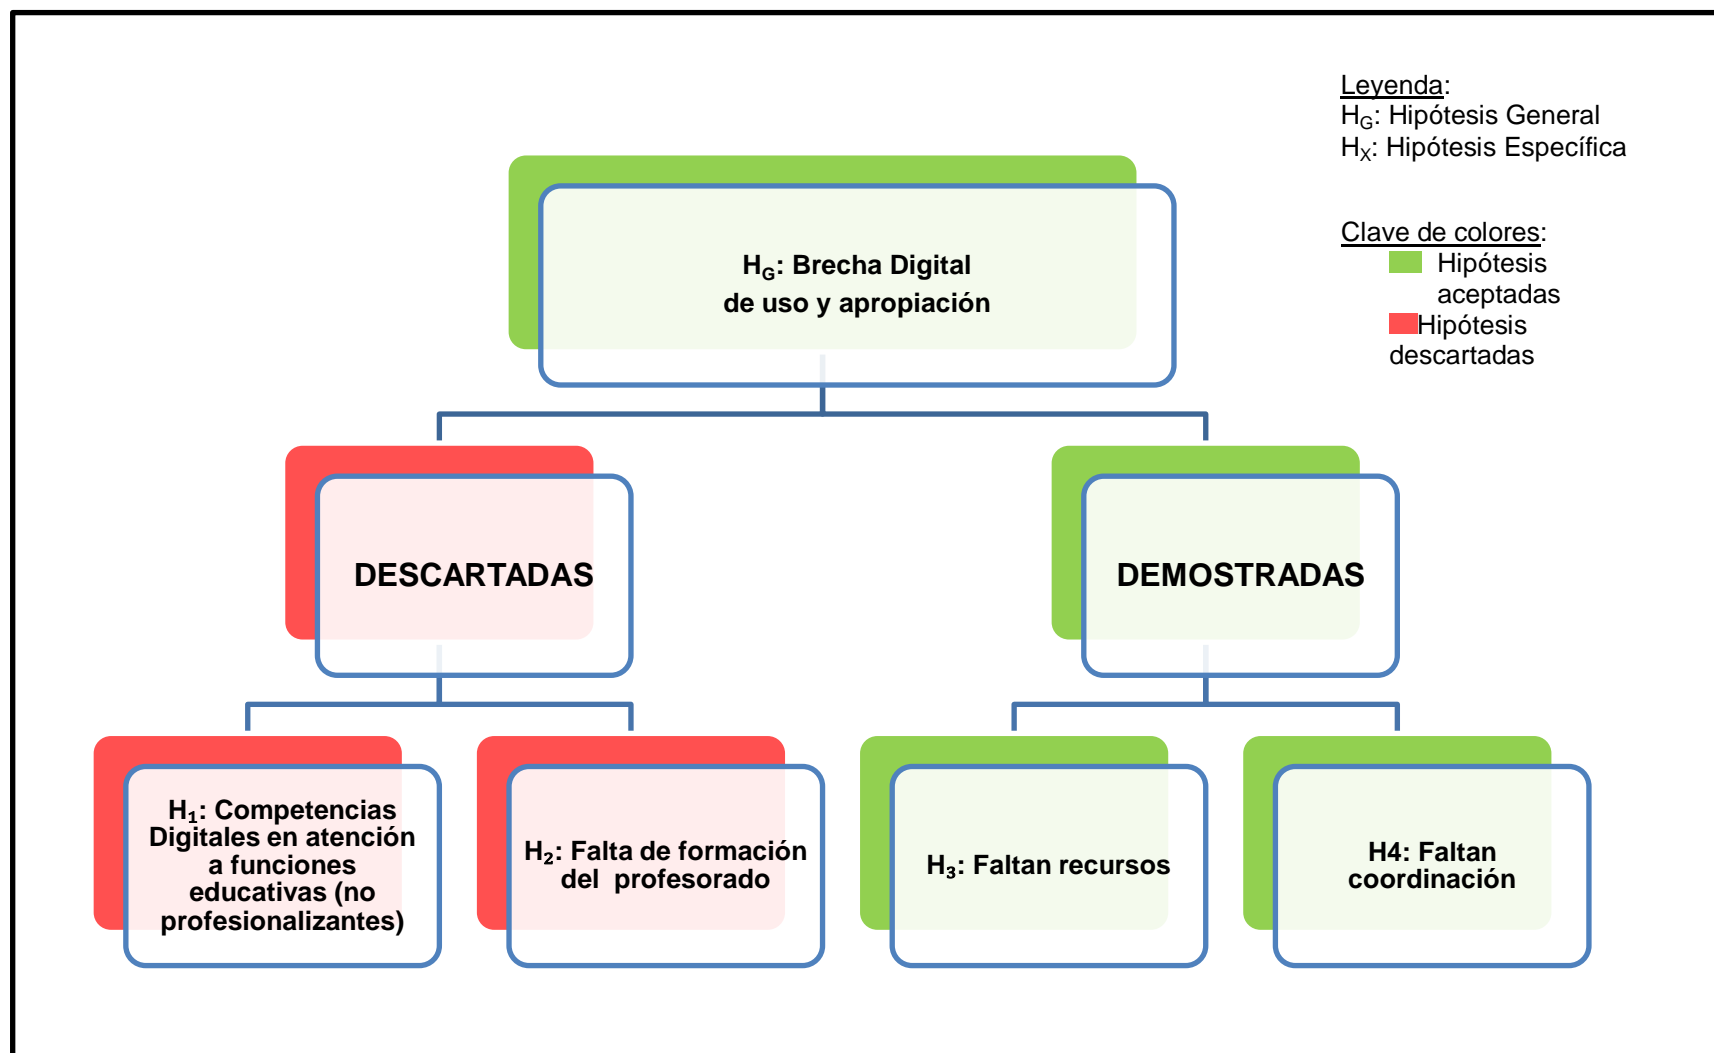 Leyenda:
HG: Hipótesis General
HX: Hipótesis Específica
Clave de colores:
Hipótesis
aceptadas
Hipótesis
descartadas
HG: Brecha Digital
de uso y apropiación
DESCARTADAS
DEMOSTRADAS
H1: Competencias
Digitales en atención
a funciones
educativas (no
profesionalizantes)
H2: Falta de formación
del profesorado
H3: Faltan recursos
H4: Faltan
coordinación